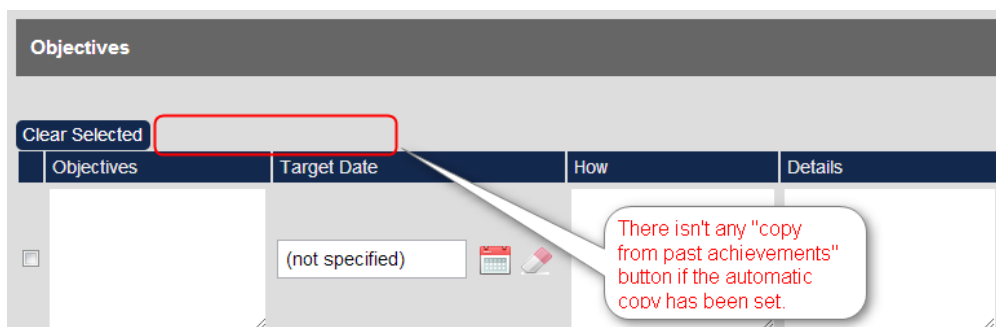 Objectives
Clear Selected
Objectives Target Date How Details
(not specified)
There isn't any "copy
from past achievements"
button if the automatic
copy has been set.